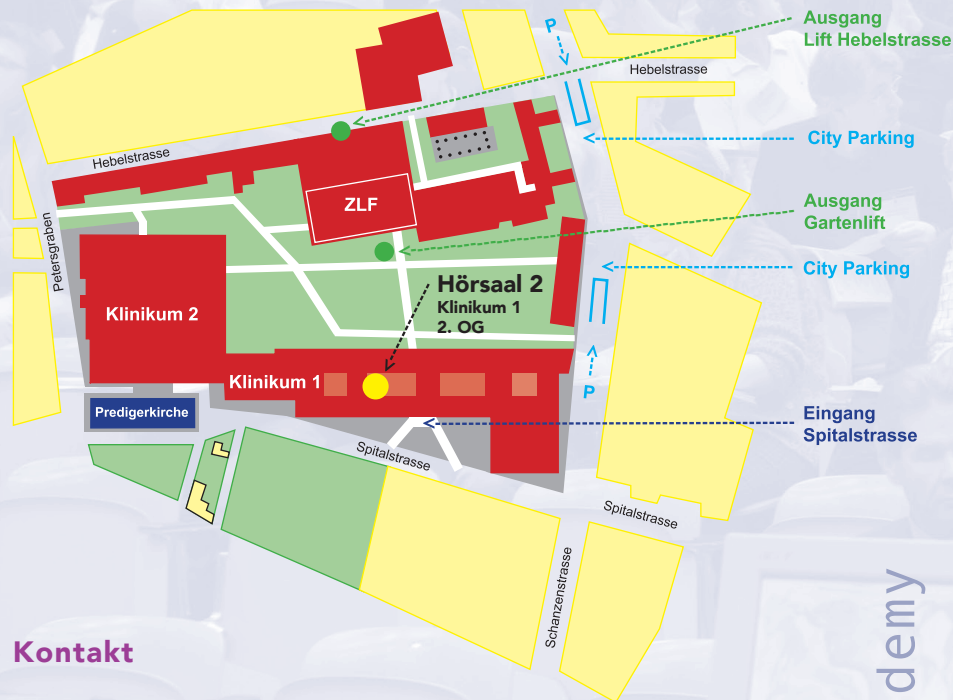 Ausgang
Lift Hebelstrasse
P
Hebelstrasse
City Parking
Hebelstrasse
ZLF
Ausgang
Gartenlift
Petersgraben
City Parking
Hörsaal 2
Klinikum 1
2. OG
Klinikum 2
Klinikum 1
P
Predigerkirche
Eingang
Spitalstrasse
Spitalstrasse
Spitalstrasse
Schanzenstrasse
Kontakt
demy